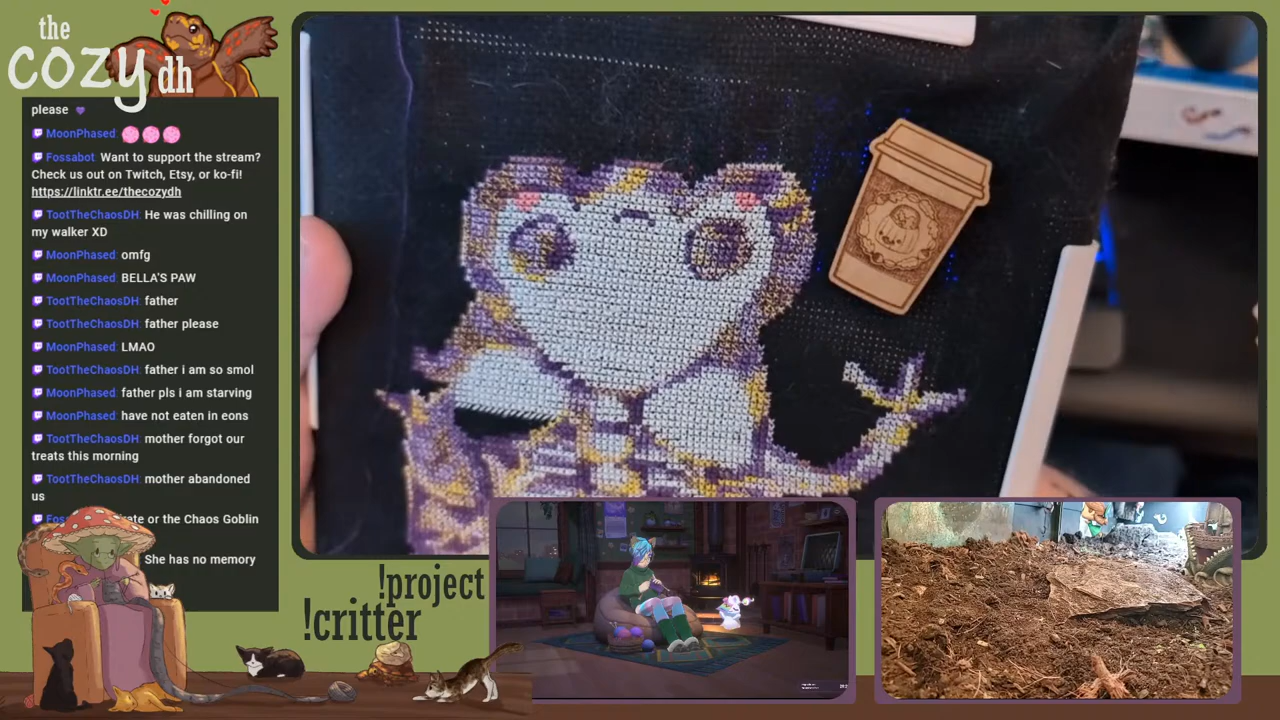 the
cozy dh
please
MoonPhased:
Fossabot: Want to support the stream?
Check us out on Twitch, Etsy, or ko-fi!
https://linktr.ee/thecozydh
TootTheChaosDH: He was chilling on
my walker XD
MoonPhased: omfg
MoonPhased: BELLA'S PAW
TootTheChaosDH: father
TootTheChaosDH: father please
MoonPhased: LMAO
TootTheChaosDH: father i am so smol
MoonPhased: father pls i am starving
MoonPhased: have not eaten in eons
TootTheChaosDH: mother forgot our
treats this morning
TootTheChaosDH: mother abandoned
us
or the Chaos Goblin
She has no memory
!project
!critter